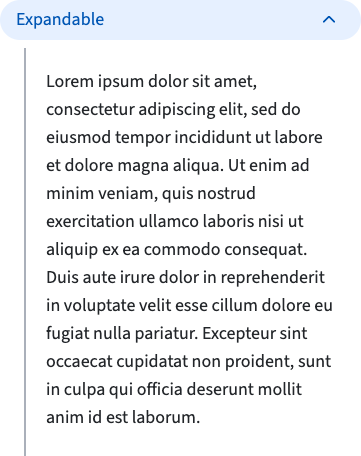 Expandable
Lorem ipsum dolor sit amet,
consectetur adipiscing elit, sed do
eiusmod tempor incididunt ut labore
et dolore magna aliqua. Ut enim ad
minim veniam, quis nostrud
exercitation ullamco laboris nisi ut
aliquip ex ea commodo consequat.
Duis aute irure dolor in reprehenderit
in voluptate velit esse cillum dolore eu
fugiat nulla pariatur. Excepteur sint
occaecat cupidatat non proident, sunt
in culpa qui officia deserunt mollit
anim id est laborum.